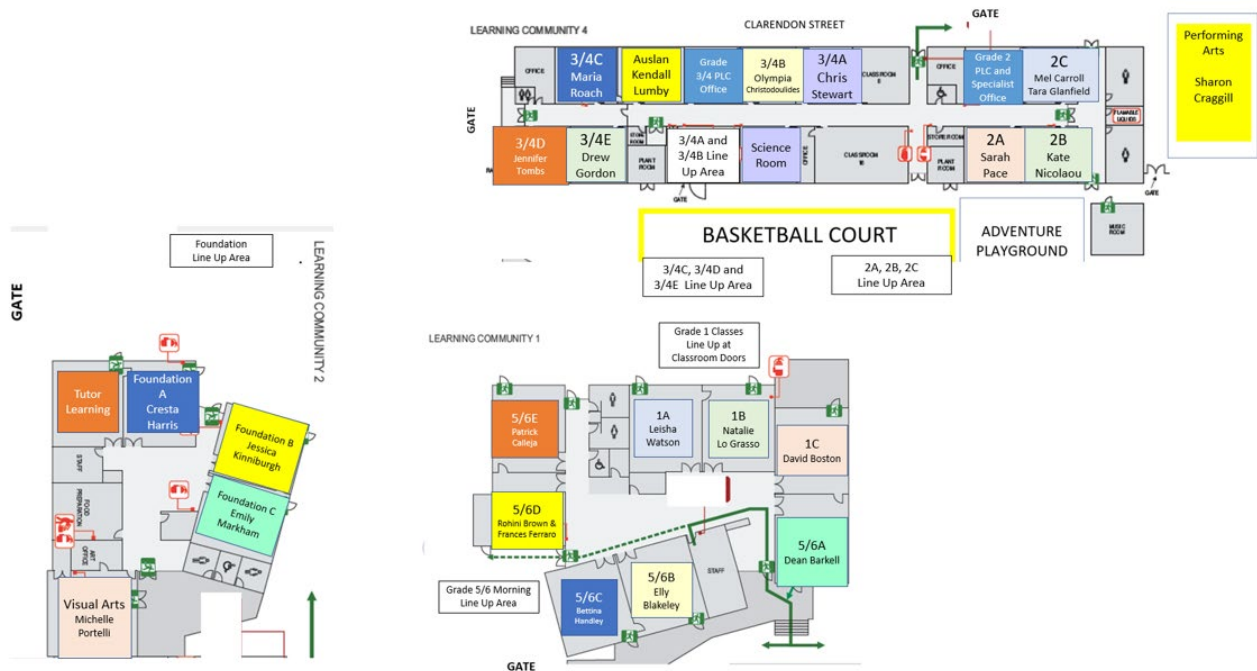 LEARNING COMMUNITY 4
CLARENDON STREET
GATE
OFFICE
3/4C
Maria
Roach
Auslan
Kendall
Lumby
Grade
3/4 PLC
Office
3/4B
Olympia
Christodoulides
3/4A
Chris
Stewart
CLASSROOM
OFFICE
Grade 2
PLC and
Specialist
Office
2C
Mel Carroll
Tara Glanfield
FLAMABLE
LIQUIDS
Performing
Arts
Sharon
Craggill
GATE
3/4D
Jennifer
Tombs
3/4E
Drew
Gordon
STORE
ROOM
PLANT
ROOM
3/4A and
3/4B Line
Up Area
Science
Room
OFFICE
CLASSROOM
STORE ROOM
PLANT
ROOM
2A
Sarah
Pace
2B
Kate
Nicolaou
GATE
GATE
BASKETBALL COURT
ADVENTURE
PLAYGROUND
MUSIC
ROOM
3/4C, 3/4D and
3/4E Line Up Area
2A, 2B, 2C
Line Up Area
Foundation
Line Up Area
GATE
LEARNING COMMUNITY 2
Tutor
Learning
Foundation
A
Cresta
Harris
Foundation B
Jessica
Kinniburgh
Foundation C
Emily
Markham
STAFF
FOOD
PREPARATION
ART
OFFICE
Visual Arts
Michelle
Portelli
LEARNING COMMUNITY 1
Grade 1 Classes
Line Up at
Classroom Doors
5/6E
Patrick
Calleja
1A
Leisha
Watson
1B
Natalie
Lo Grasso
1C
David Boston
5/6D
Rohini Brown &
Frances Ferraro
5/6A
Dean Barkell
STAFF
5/6B
Elly
Blakeley
5/6C
Bettina
Handley
Grade 5/6 Morning
Line Up Area
GATE